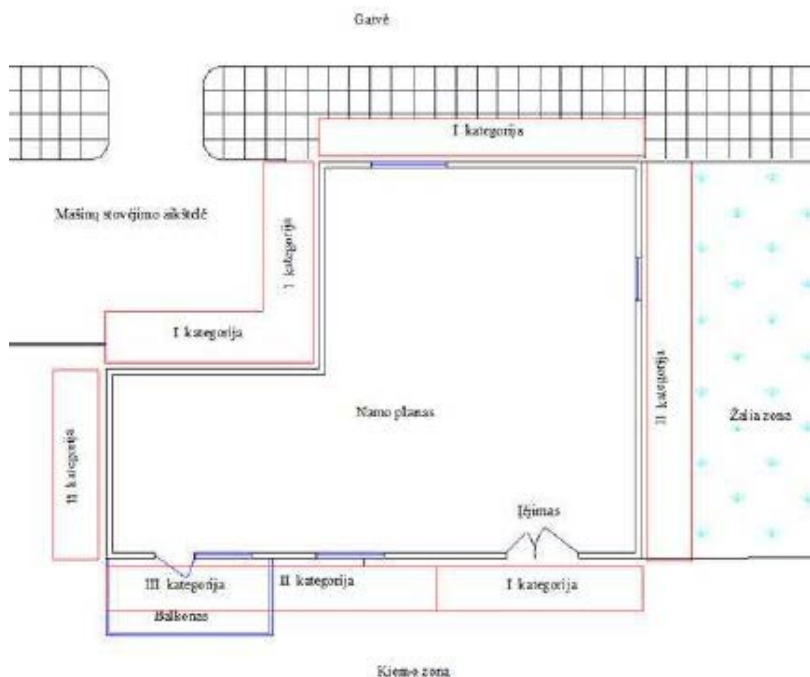 Gatvė
I kategorija
Mašinų stovėjimo aikštelė
I kategorija
I kategorija
II kategorija
Namo planas
II kategorija
Žalia zona
Įėjimas
III kategorija
II kategorija
I kategorija
Balkonas
Kiemo zona